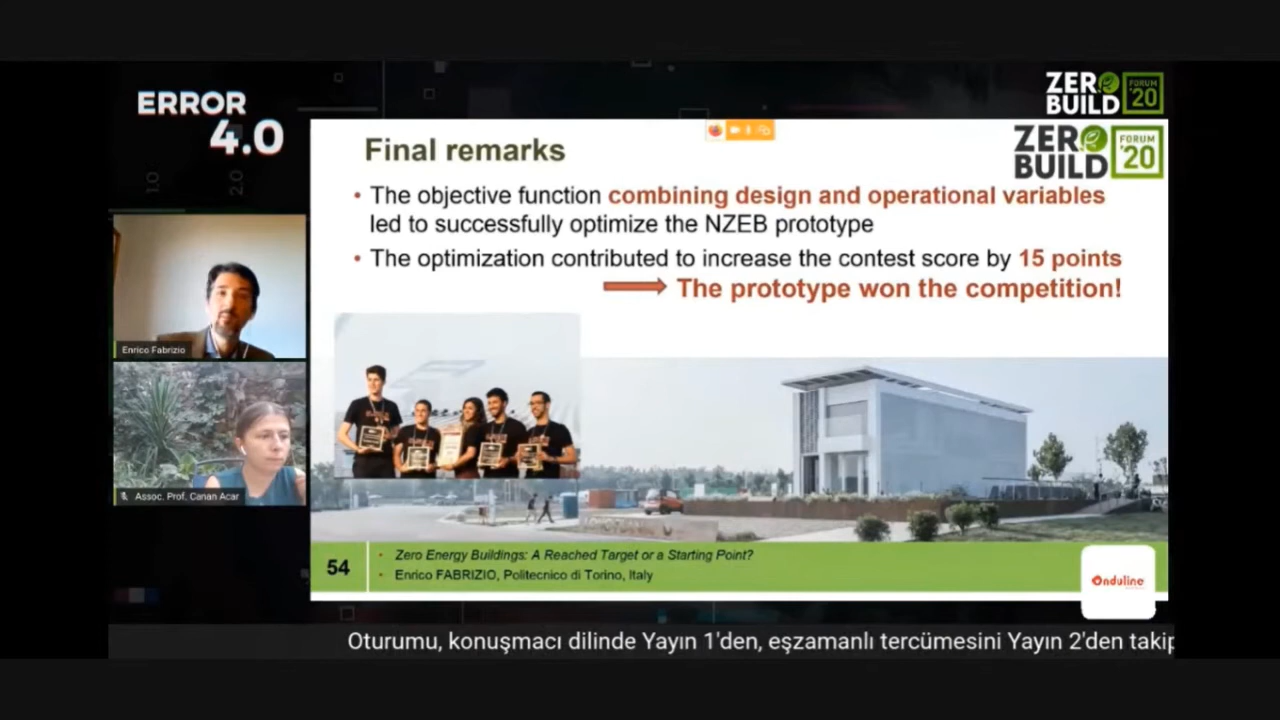 ERROR
4.0
1.0
2.0
ZERO
BUILD
FORUM
'20
ZERO
BUILD
FORUM
'20
Final remarks
• The objective function combining design and operational variables
led to successfully optimize the NZEB prototype
• The optimization contributed to increase the contest score by 15 points
The prototype won the competition!
Enrico Fabrizio
Assoc. Prof. Canan Acar
54
• Zero Energy Buildings: A Reached Target or a Starting Point?
• Enrico FABRIZIO, Politecnico di Torino, Italy
Onduline
Oturumu, konuşmacı dilinde Yayın 1'den, eşzamanlı tercümesini Yayın 2'den takip